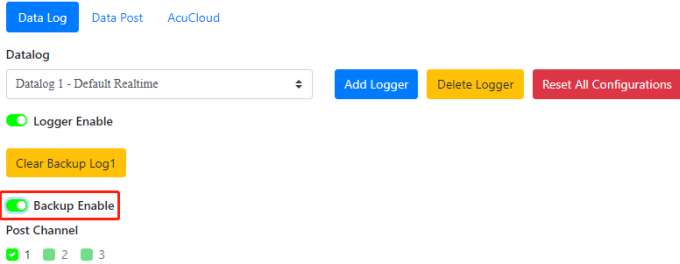 Data Log Data Post AcuCloud
Datalog
Datalog 1 - Default Realtime Add Logger Delete Logger Reset All Configurations
Logger Enable
Clear Backup Log1
Backup Enable
Post Channel
1 2 3